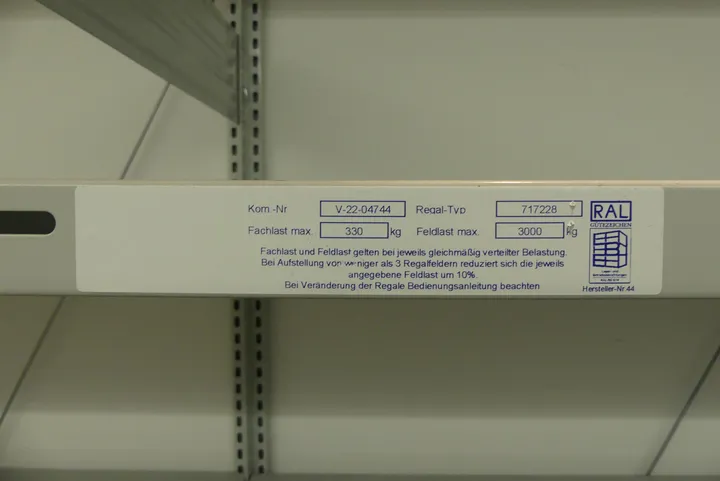 Kom.-Nr V-22-04744 Regal-Typ 717228
Fachlast max. 330 kg Feldlast max. 3000 kg
Fachlast und Feldlast gelten bei jeweils gleichmäßig verteilter Belastung.
Bei Aufstellung von weniger als 3 Regalfeldern reduziert sich die jeweils
angegebene Feldlast um 10%.
Bei Veränderung der Regale Bedienungsanleitung beachten
RAL
GÜTEZEICHEN
Hersteller-Nr.44